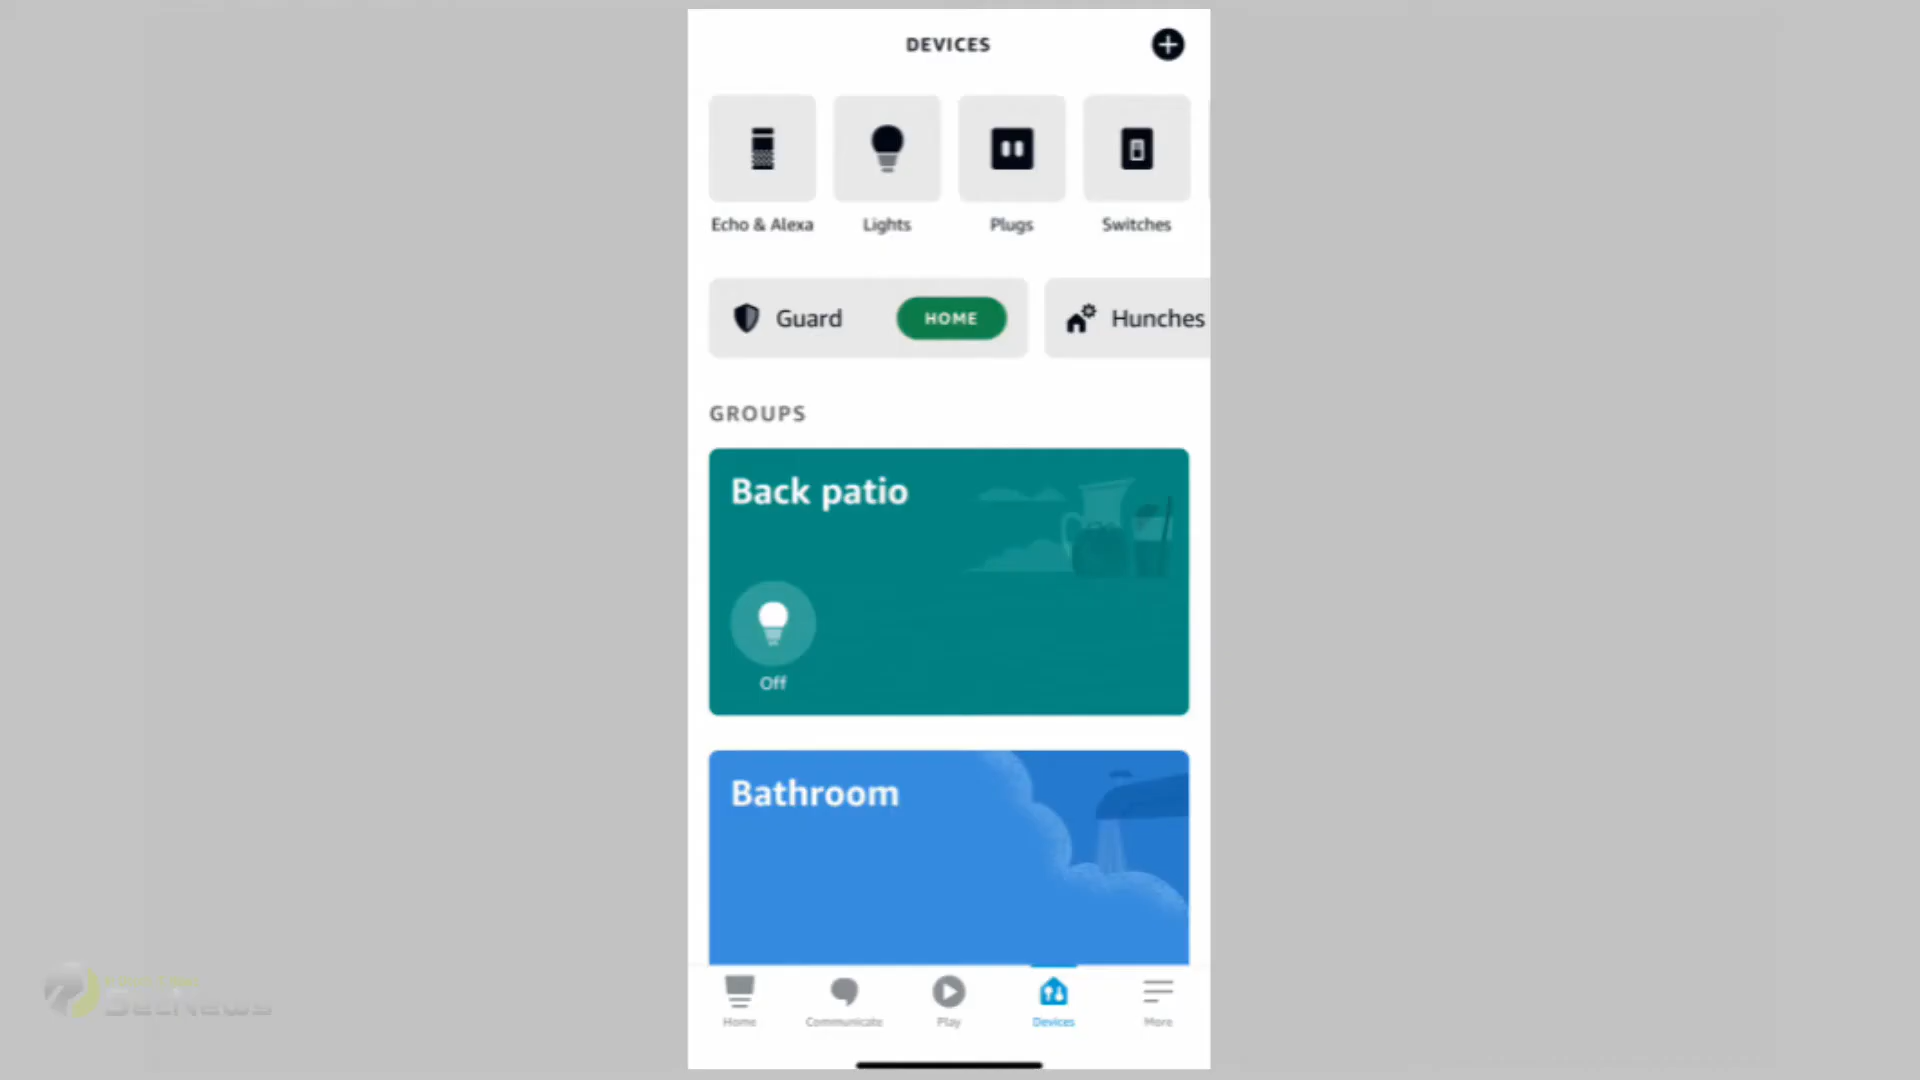 DEVICES
Echo & Alexa
Lights
Plugs
Switches
Guard
HOME
Hunches
GROUPS
Back patio
Off
Bathroom
Home
Communicate
Play
Devices
More
SecNews